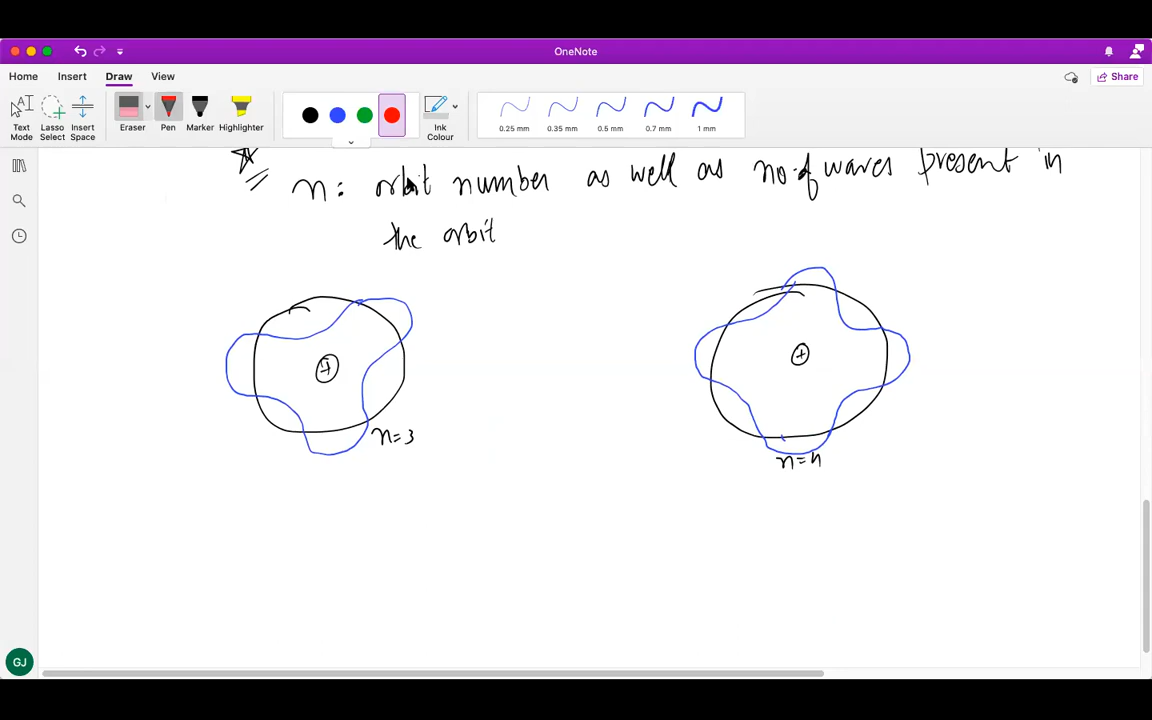 OneNote
Home Insert Draw View
Share
Text Mode
Lasso Select
Insert Space
Eraser
Pen
Marker
Highlighter
Ink Colour
0.25 mm 0.35 mm 0.5 mm 0.7 mm 1 mm
n: orbit number as well as no. of waves present in
the orbit
+
n=3
+
n=4
GJ